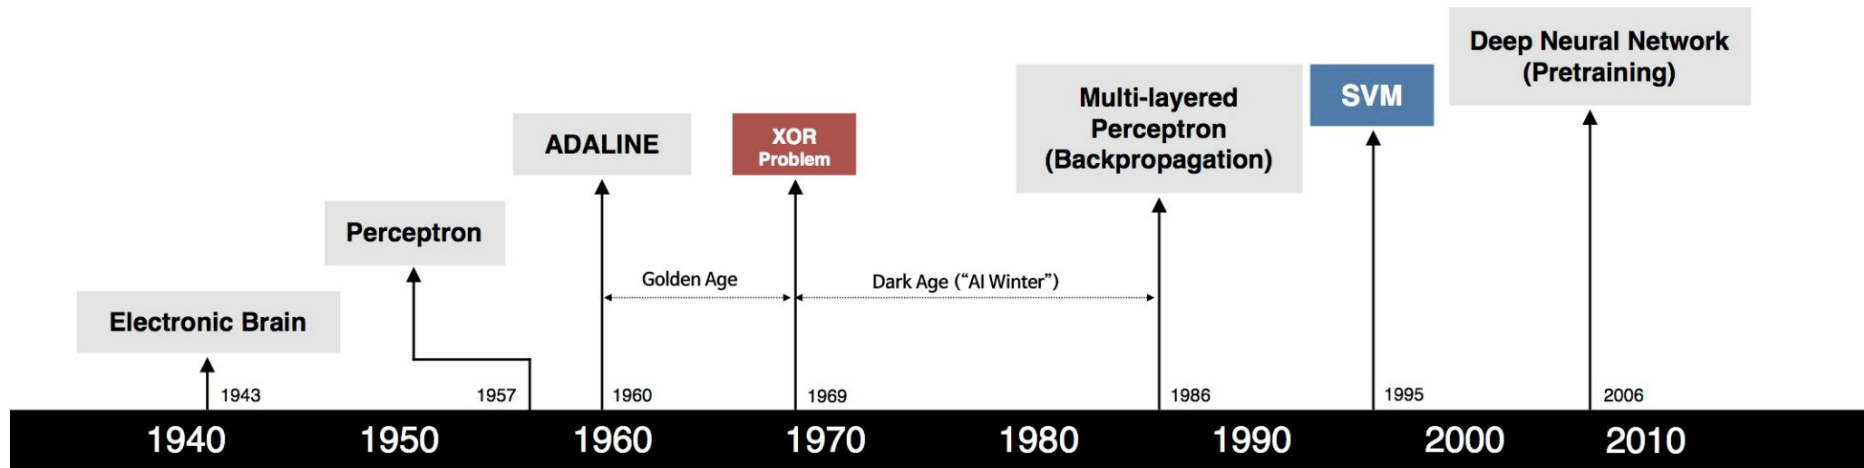 Deep Neural Network
(Pretraining)
Multi-layered
Perceptron
(Backpropagation)
SVM
ADALINE
XOR
Problem
Perceptron
Golden Age
Dark Age ("AI Winter")
Electronic Brain
1943
1957
1960
1969
1986
1995
2006
1940
1950
1960
1970
1980
1990
2000
2010